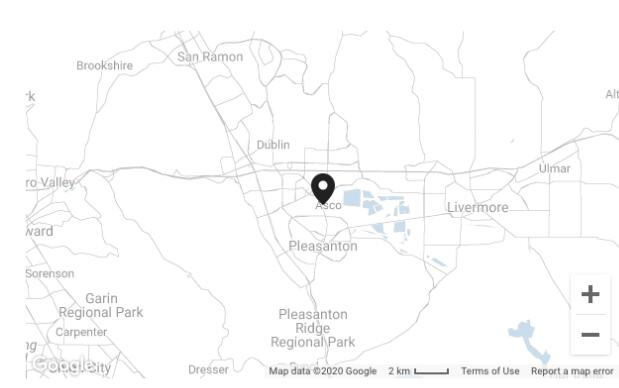 San Ramon
Brookshire
rk
Alt
Dublin
Ulmar
ro Valley
Asco
Livermore
ward
Pleasanton
Sorenson
Garin
Regional Park
Pleasanton
Ridge
Regional Park
Carpenter
ng
Google
City
Dresser
Map data ©2020 Google
2 km
Terms of Use
Report a map error